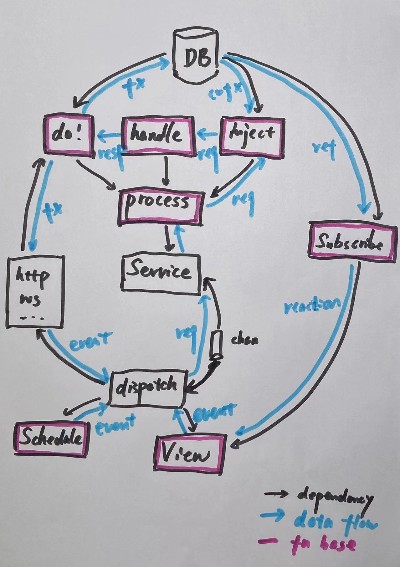 DB
tx
cofx
do!
handle
inject
resp
req
ref
process
req
tx
Subscribe
http
ws
...
Service
reaction
event
req
chan
dispatch
event
event
Schedule
View
dependency
data flow
fn base